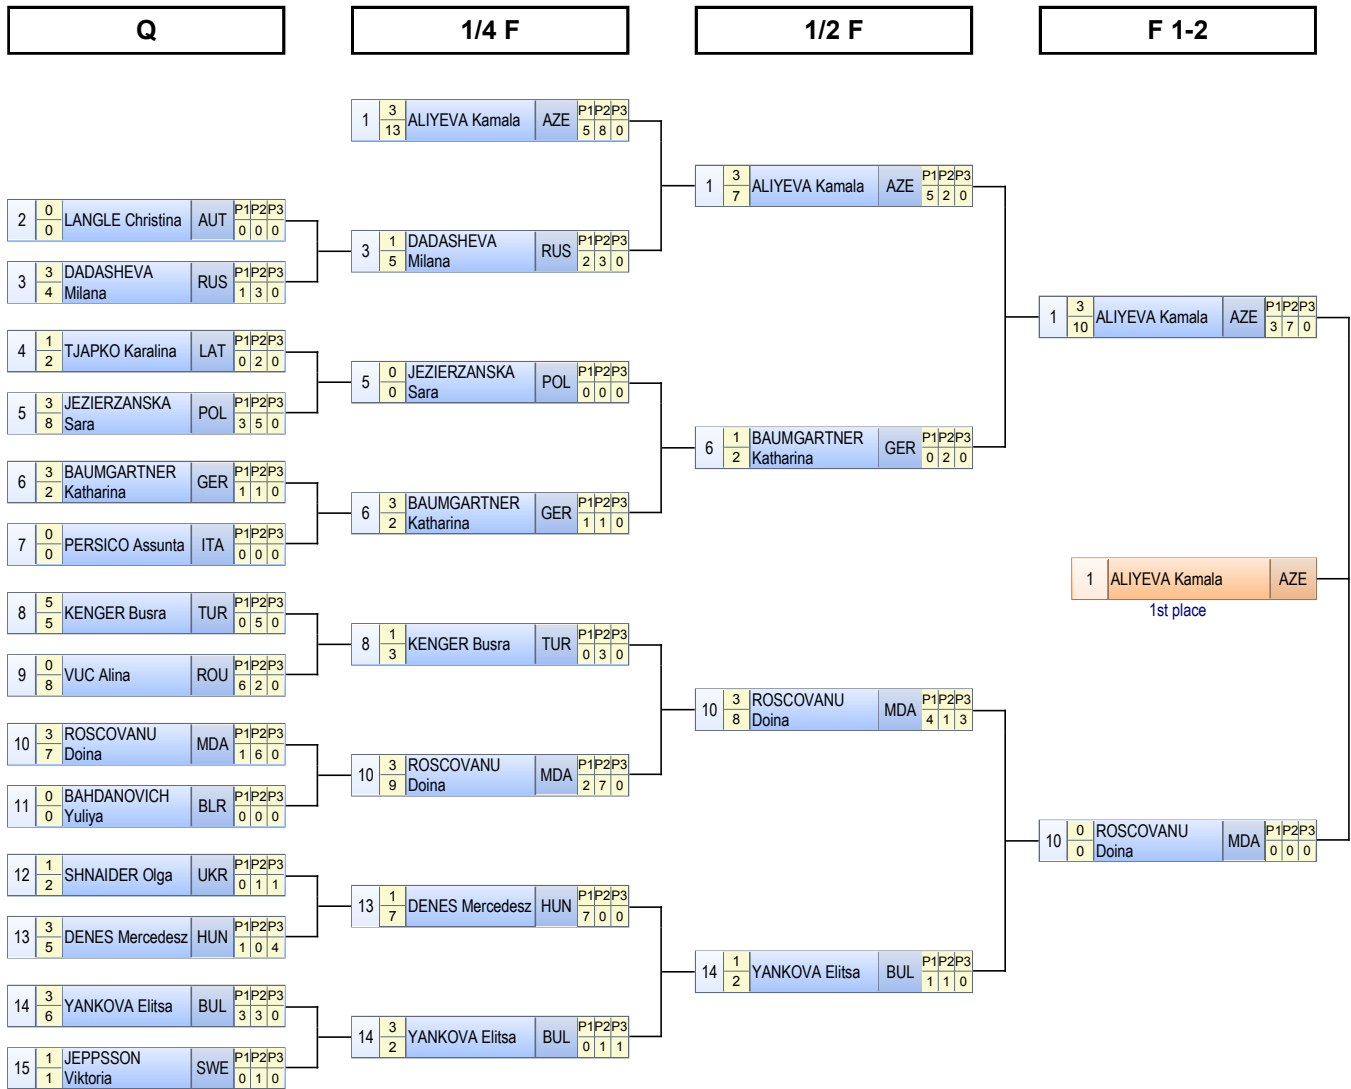 Q
1/4 F
1/2 F
F 1-2
1 3 13 ALIYEVA Kamala AZE P1 P2 P3 5 8 0
1 3 7 ALIYEVA Kamala AZE P1 P2 P3 5 2 0
2 0 0 LANGLE Christina AUT P1 P2 P3 0 0 0
3 1 5 DADASHEVA
Milana RUS P1 P2 P3 2 3 0
3 3 4 DADASHEVA
Milana RUS P1 P2 P3 1 3 0
1 3 10 ALIYEVA Kamala AZE P1 P2 P3 3 7 0
4 1 2 TJAPKO Karalina LAT P1 P2 P3 0 2 0
5 0 0 JEZIERZANSKA
Sara POL P1 P2 P3 0 0 0
5 3 8 JEZIERZANSKA
Sara POL P1 P2 P3 3 5 0
6 1 2 BAUMGARTNER
Katharina GER P1 P2 P3 0 2 0
6 3 2 BAUMGARTNER
Katharina GER P1 P2 P3 1 1 0
6 3 2 BAUMGARTNER
Katharina GER P1 P2 P3 1 1 0
7 0 0 PERSICO Assunta ITA P1 P2 P3 0 0 0
1 ALIYEVA Kamala AZE
1st place
8 5 5 KENGER Busra TUR P1 P2 P3 0 5 0
8 1 3 KENGER Busra TUR P1 P2 P3 0 3 0
9 0 8 VUC Alina ROU P1 P2 P3 6 2 0
10 3 8 ROSCOVANU
Doina MDA P1 P2 P3 4 1 3
10 3 7 ROSCOVANU
Doina MDA P1 P2 P3 1 6 0
10 3 9 ROSCOVANU
Doina MDA P1 P2 P3 2 7 0
11 0 0 BAHDANOVICH
Yuliya BLR P1 P2 P3 0 0 0
10 0 0 ROSCOVANU
Doina MDA P1 P2 P3 0 0 0
12 1 2 SHNAIDER Olga UKR P1 P2 P3 0 1 1
13 1 7 DENES Mercedesz HUN P1 P2 P3 7 0 0
13 3 5 DENES Mercedesz HUN P1 P2 P3 1 0 4
14 1 2 YANKOVA Elitsa BUL P1 P2 P3 1 1 0
14 3 6 YANKOVA Elitsa BUL P1 P2 P3 3 3 0
14 3 2 YANKOVA Elitsa BUL P1 P2 P3 0 1 1
15 1 1 JEPPSSON
Viktoria SWE P1 P2 P3 0 1 0